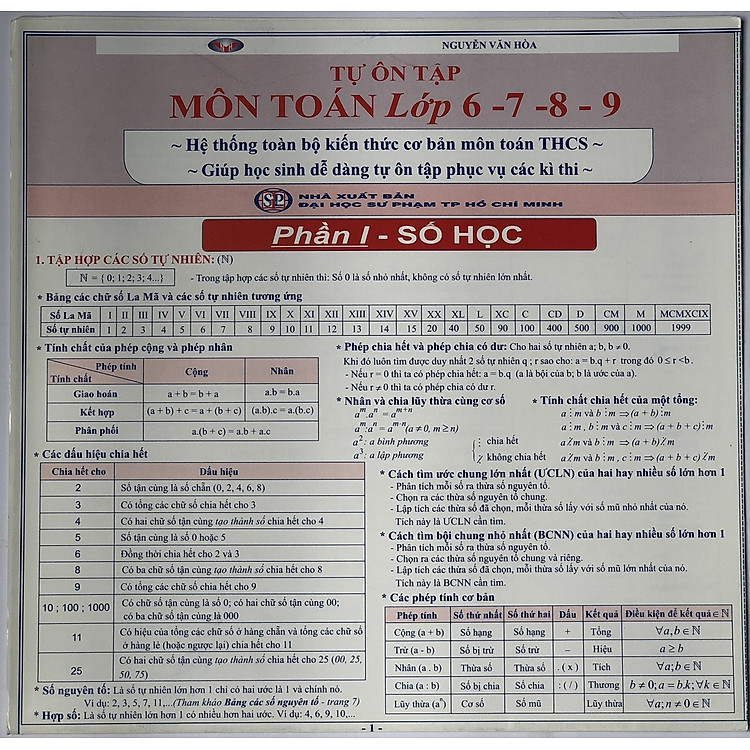 NGUYỄN VĂN HÒA
TỰ ÔN TẬP
MÔN TOÁN Lớp 6 -7 -8 - 9
~ Hệ thống toàn bộ kiến thức cơ bản môn toán THCS ~
~ Giúp học sinh dễ dàng tự ôn tập phục vụ các kì thi ~
SP
NHÀ XUẤT BẢN
ĐẠI HỌC SƯ PHẠM TP HỒ CHÍ MINH
Phần I - SỐ HỌC
1. TẬP HỢP CÁC SỐ TỰ NHIÊN: (ℕ)
ℕ = { 0; 1; 2; 3; 4...} - Trong tập hợp các số tự nhiên thì: Số 0 là số nhỏ nhất, không có số tự nhiên lớn nhất.
* Bảng các chữ số La Mã và các số tự nhiên tương ứng
Số La Mã I II III IV V VI VII VIII IX X XI XII XIII XIV XV XX XL L XC C CD D CM M MCMXCIX
Số tự nhiên 1 2 3 4 5 6 7 8 9 10 11 12 13 14 15 20 40 50 90 100 400 500 900 1000 1999
* Tính chất của phép cộng và phép nhân
Phép tính Cộng Nhân
Tính chất
Giao hoán a + b = b + a a.b = b.a
Kết hợp (a + b) + c = a + (b + c) (a.b).c = a.(b.c)
Phân phối a.(b + c) = a.b + a.c
* Các dấu hiệu chia hết
Chia hết cho Dấu hiệu
2 Số tận cùng là số chẵn (0, 2, 4, 6, 8)
3 Có tổng các chữ số chia hết cho 3
4 Có hai chữ số tận cùng tạo thành số chia hết cho 4
5 Số tận cùng là số 0 hoặc 5
6 Đồng thời chia hết cho 2 và 3
8 Có ba chữ số tận cùng tạo thành số chia hết cho 8
9 Có tổng các chữ số chia hết cho 9
10 ; 100 ; 1000 Có chữ số tận cùng là số 0; có hai chữ số tận cùng 00;
có ba chữ số tận cùng là 000
11 Có hiệu của tổng các chữ số ở hàng chẵn và tổng các chữ số
ở hàng lẻ (hoặc ngược lại) chia hết cho 11
25 Có hai chữ số tận cùng tạo thành số chia hết cho 25 (00, 25,
50, 75)
* Số nguyên tố: Là số tự nhiên lớn hơn 1 chỉ có hai ước là 1 và chính nó.
Ví dụ: 2, 3, 5, 7, 11,...(Tham khảo Bảng các số nguyên tố - trang 7)
* Hợp số: Là số tự nhiên lớn hơn 1 có nhiều hơn hai ước. Ví dụ: 4, 6, 9, 10,...
* Phép chia hết và phép chia có dư: Cho hai số tự nhiên a; b, b ≠ 0.
Khi đó luôn tìm được duy nhất 2 số tự nhiên q ; r sao cho: a = b.q + r trong đó 0 ≤ r < b .
- Nếu r = 0 thì ta có phép chia hết: a = b.q (a là bội của b; b là ước của a).
- Nếu r ≠ 0 thì ta có phép chia có dư r.
* Nhân và chia lũy thừa cùng cơ số
aᵐ.aⁿ = aᵐ⁺ⁿ
aᵐ:aⁿ = aᵐ⁻ⁿ (a ≠ 0, m ≥ n)
a² : a bình phương
a³ : a lập phương
⋮ chia hết
⋮̸ không chia hết
* Tính chất chia hết của một tổng:
a⋮m và b⋮m ⇒ (a + b)⋮m
a⋮m , b⋮m và c⋮m ⇒ (a + b + c)⋮m
a⋮̸m và b⋮m ⇒ (a + b)⋮̸m
a⋮̸m và b⋮m , c⋮m ⇒ (a + b + c)⋮̸m
* Cách tìm ước chung lớn nhất (ƯCLN) của hai hay nhiều số lớn hơn 1
- Phân tích mỗi số ra thừa số nguyên tố.
- Chọn ra các thừa số nguyên tố chung.
- Lập tích các thừa số đã chọn, mỗi thừa số lấy với số mũ nhỏ nhất của nó.
Tích này là ƯCLN cần tìm.
* Cách tìm bội chung nhỏ nhất (BCNN) của hai hay nhiều số lớn hơn 1
- Phân tích mỗi số ra thừa số nguyên tố.
- Chọn ra các thừa số nguyên tố chung và riêng.
- Lập tích các thừa số đã chọn, mỗi thừa số lấy với số mũ lớn nhất của nó.
Tích này là BCNN cần tìm.
* Các phép tính cơ bản
Phép tính Số thứ nhất Số thứ hai Dấu Kết quả Điều kiện để kết quả ∈ ℕ
Cộng (a + b) Số hạng Số hạng + Tổng ∀a,b ∈ ℕ
Trừ (a - b) Số bị trừ Số trừ – Hiệu a ≥ b
Nhân (a . b) Thừa số Thừa số . ( x ) Tích ∀a;b ∈ ℕ
Chia (a : b) Số bị chia Số chia : ( / ) Thương b ≠ 0; a = b.k; ∀k ∈ ℕ
Lũy thừa (aⁿ) Cơ số Số mũ Lũy thừa ∀a; n ≠ 0 ∈ ℕ
- 1 -